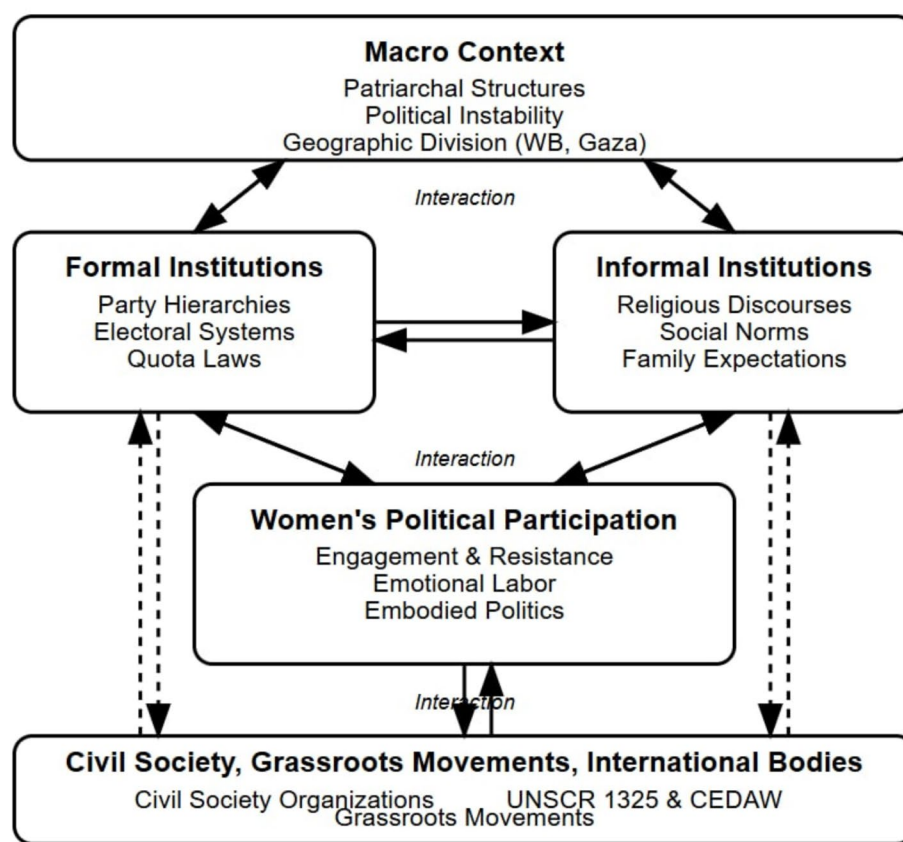 Macro Context
Patriarchal Structures
Political Instability
Geographic Division (WB, Gaza)
Interaction
Formal Institutions
Party Hierarchies
Electoral Systems
Quota Laws
Informal Institutions
Religious Discourses
Social Norms
Family Expectations
Interaction
Women's Political Participation
Engagement & Resistance
Emotional Labor
Embodied Politics
Interaction
Civil Society, Grassroots Movements, International Bodies
Civil Society Organizations
UNSCR 1325 & CEDAW
Grassroots Movements